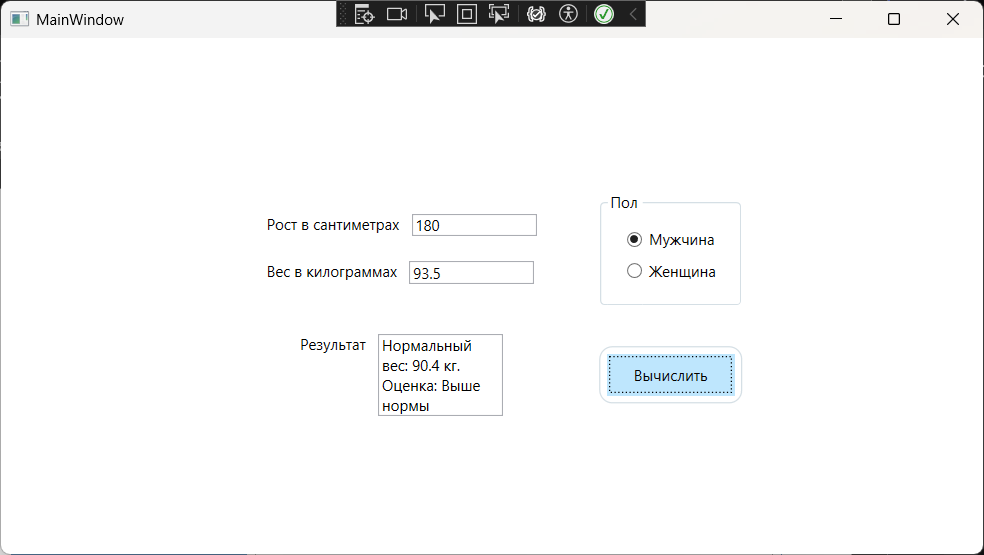 MainWindow
Рост в сантиметрах 180
Вес в килограммах 93.5
Пол
Мужчина
Женщина
Результат
Нормальный
вес: 90.4 кг.
Оценка: Выше
нормы
Вычислить